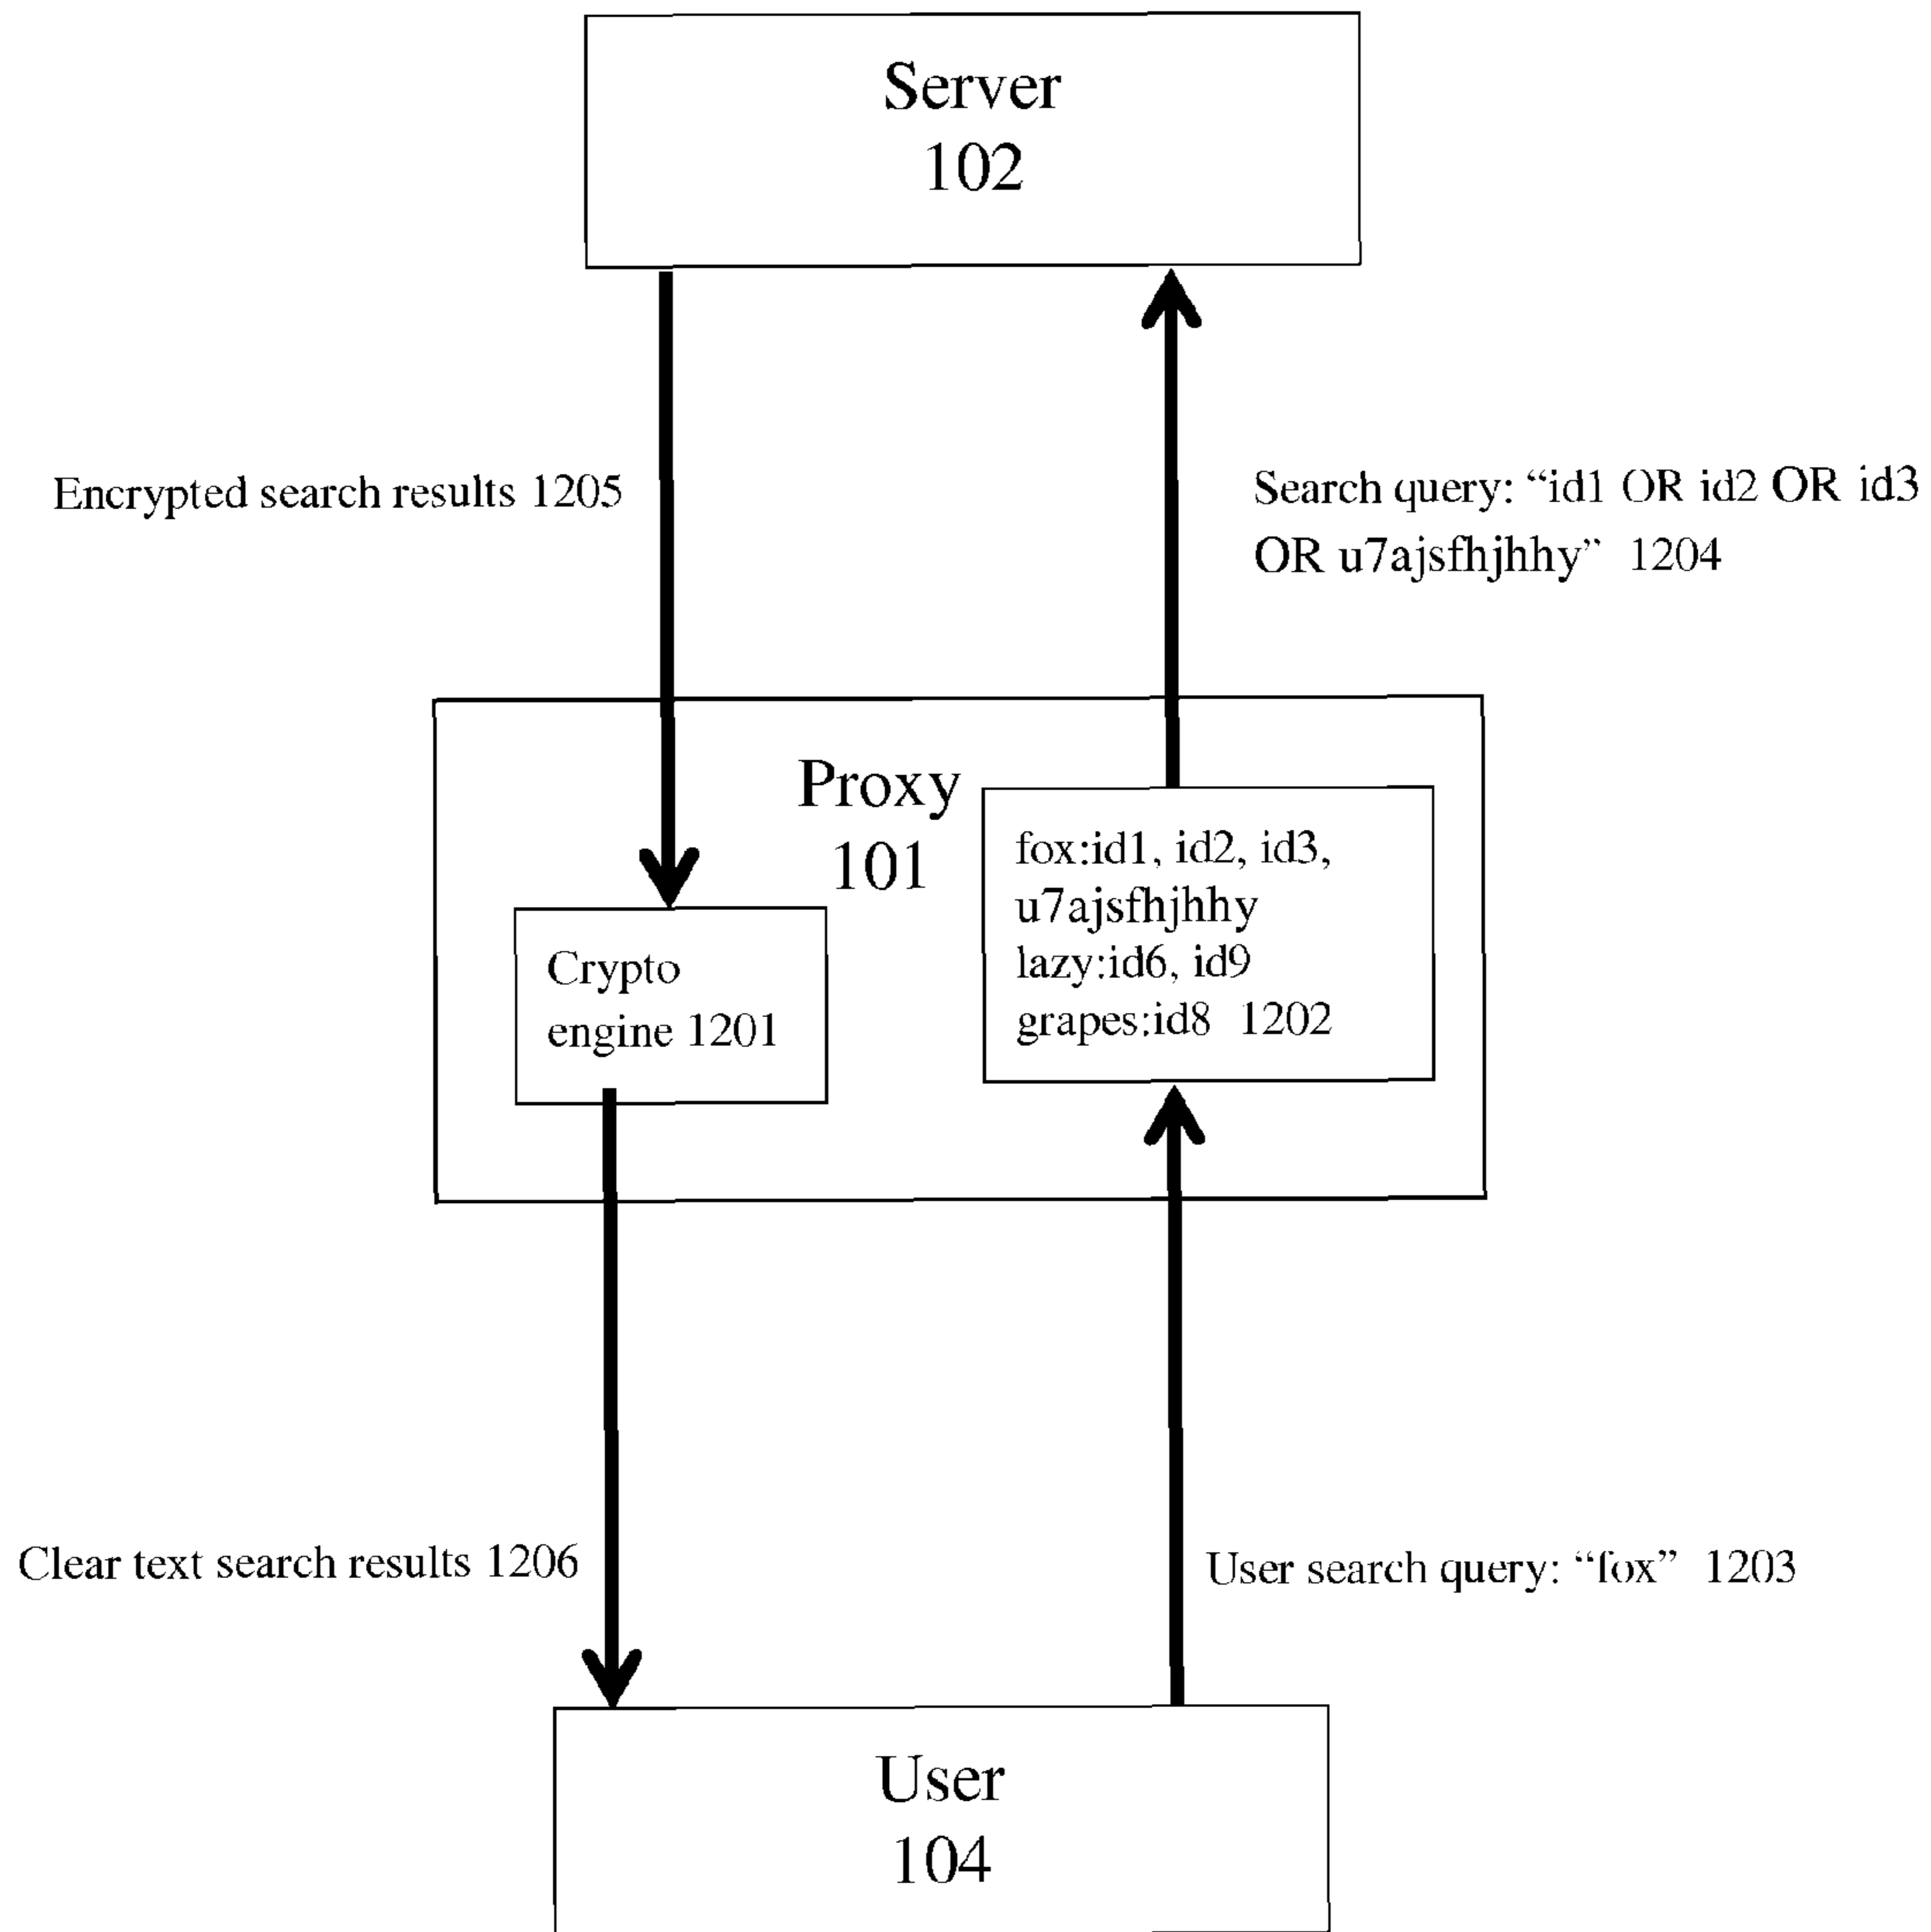 Server
102
Encrypted search results 1205
Search query: “id1 OR id2 OR id3
OR u7ajsfhjhhy” 1204
Proxy
101
fox:id1, id2, id3,
u7ajsfhjhhy
lazy:id6, id9
grapes:id8 1202
Crypto
engine 1201
Clear text search results 1206
User search query: “fox” 1203
User
104